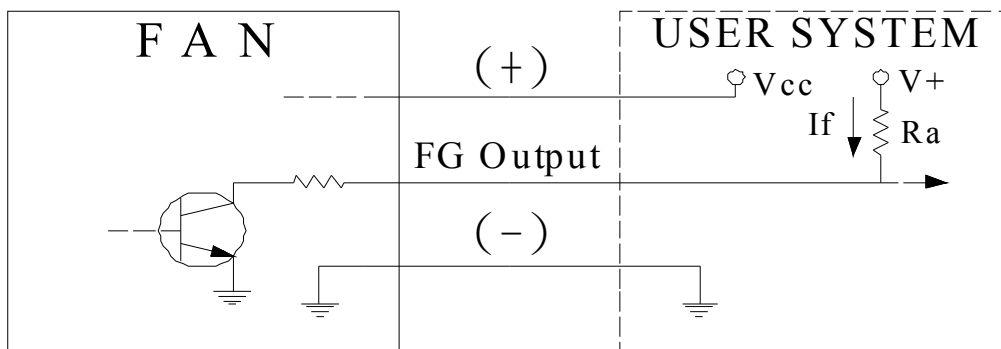 F A N
USER SYSTEM
(+)
Vcc
V+
If
Ra
FG Output
(-)